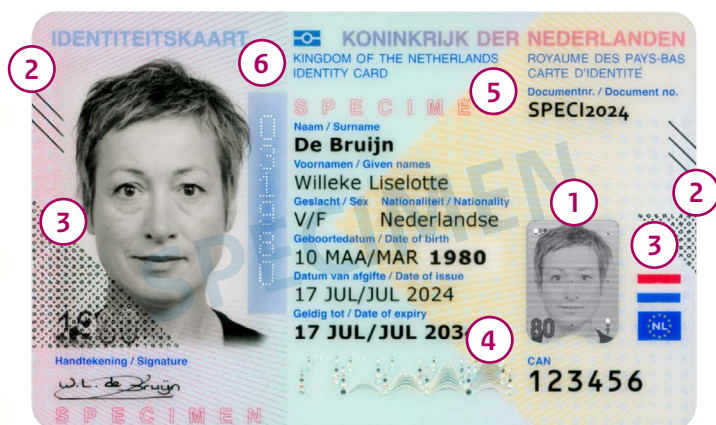 IDENTITEITSKAART
KONINKRIJK DER NEDERLANDEN
KINGDOM OF THE NETHERLANDS
IDENTITY CARD
ROYAUME DES PAYS-BAS
CARTE D'IDENTITÉ
2
6
5
Documentnr. / Document no.
SPECI2024
SPECIME
Naam / Surname
De Bruijn
Voornamen / Given names
Willeke Liselotte
Geslacht / Sex Nationaliteit / Nationality
V/F Nederlandse
Geboortedatum / Date of birth
10 MAA/MAR 1980
Datum van afgifte / Date of issue
17 JUL/JUL 2024
Geldig tot / Date of expiry
17 JUL/JUL 203
SPECIMEN
3
1
2
3
4
80
NL
CAN
123456
Handtekening / Signature
W.L. de Bruijn
SPECIMEN